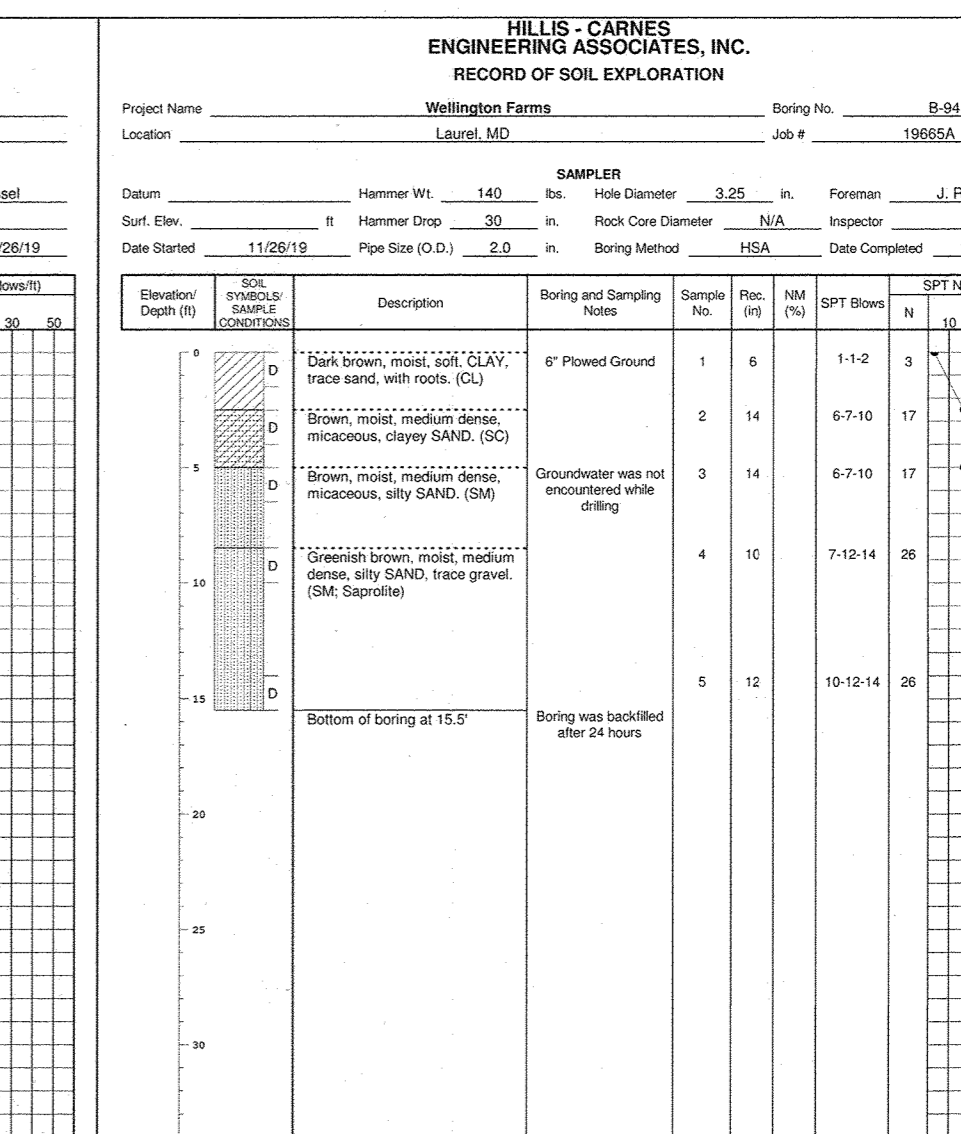 HILLIS - CARNES
ENGINEERING ASSOCIATES, INC.
RECORD OF SOIL EXPLORATION
Project Name Wellington Farms Boring No. B-94
Location Laurel, MD Job # 19665A
SAMPLER
sel
Datum Hammer Wt. 140 lbs. Hole Diameter 3.25 in. Foreman J. P
Surf. Elev. ft Hammer Drop 30 in. Rock Core Diameter N/A Inspector
/26/19
Date Started 11/26/19 Pipe Size (O.D.) 2.0 in. Boring Method HSA Date Completed
lows/ft)
30 50
Elevation/
Depth (ft)
SOIL
SYMBOLS/
SAMPLE
CONDITIONS
Description
Boring and Sampling
Notes
Sample
No.
Rec.
(in)
NM
(%)
SPT Blows
SPT N
N
10
0
D
Dark brown, moist, soft, CLAY,
trace sand, with roots. (CL)
6" Plowed Ground
1 6 1-1-2 3
D
Brown, moist, medium dense,
micaceous, clayey SAND. (SC)
2 14 6-7-10 17
5
D
Brown, moist, medium dense,
micaceous, silty SAND. (SM)
Groundwater was not
encountered while
drilling
3 14 6-7-10 17
D
Greenish brown, moist, medium
dense, silty SAND, trace gravel.
(SM; Saprolite)
4 10 7-12-14 26
10
5 12 10-12-14 26
15
D
Bottom of boring at 15.5'
Boring was backfilled
after 24 hours
20
25
30